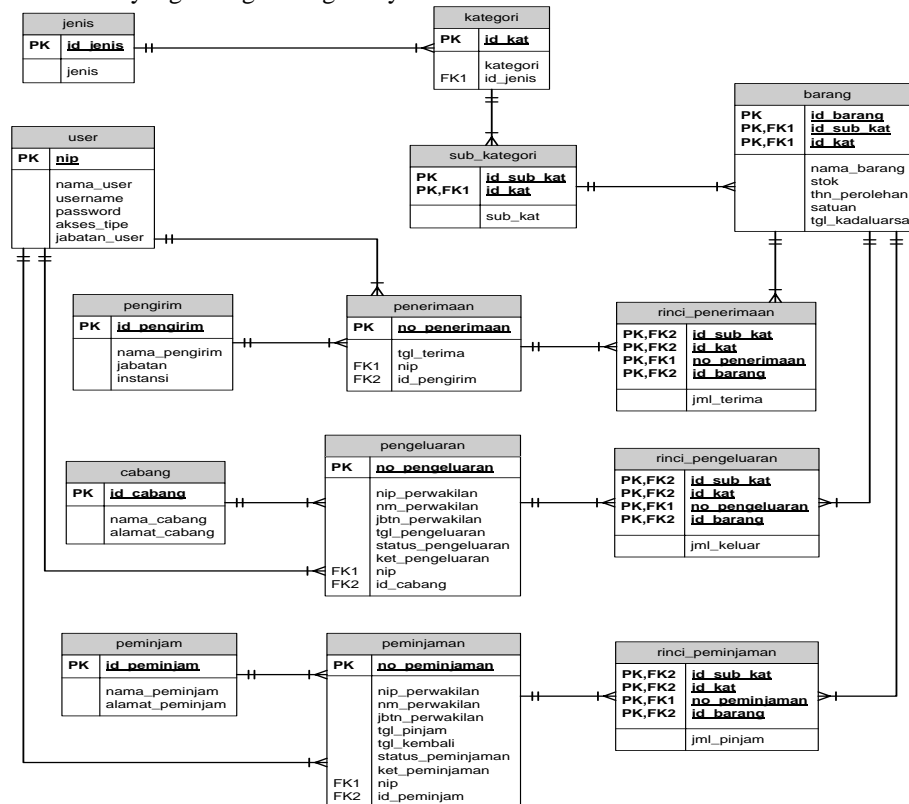 jenis
PK id_jenis
jenis
kategori
PK id_kat
kategori
FK1 id_jenis
barang
PK id_barang
PK,FK1 id_sub_kat
PK,FK1 id_kat
nama_barang
stok
thn_perolehan
satuan
tgl_kadaluarsa
user
PK nip
nama_user
username
password
akses_tipe
jabatan_user
sub_kategori
PK id_sub_kat
PK,FK1 id_kat
sub_kat
pengirim
PK id_pengirim
nama_pengirim
jabatan
instansi
penerimaan
PK no_penerimaan
tgl_terima
FK1 nip
FK2 id_pengirim
rinci_penerimaan
PK,FK2 id_sub_kat
PK,FK2 id_kat
PK,FK1 no_penerimaan
PK,FK2 id_barang
jml_terima
cabang
PK id_cabang
nama_cabang
alamat_cabang
pengeluaran
PK no_pengeluaran
nip_perwakilan
nm_perwakilan
jbtn_perwakilan
tgl_pengeluaran
status_pengeluaran
ket_pengeluaran
FK1 nip
FK2 id_cabang
rinci_pengeluaran
PK,FK2 id_sub_kat
PK,FK2 id_kat
PK,FK1 no_pengeluaran
PK,FK2 id_barang
jml_keluar
peminjam
PK id_peminjam
nama_peminjam
alamat_peminjam
peminjaman
PK no_peminjaman
nip_perwakilan
nm_perwakilan
jbtn_perwakilan
tgl_pinjam
tgl_kembali
status_peminjaman
ket_peminjaman
FK1 nip
FK2 id_peminjam
rinci_peminjaman
PK,FK2 id_sub_kat
PK,FK2 id_kat
PK,FK1 no_peminjaman
PK,FK2 id_barang
jml_pinjam